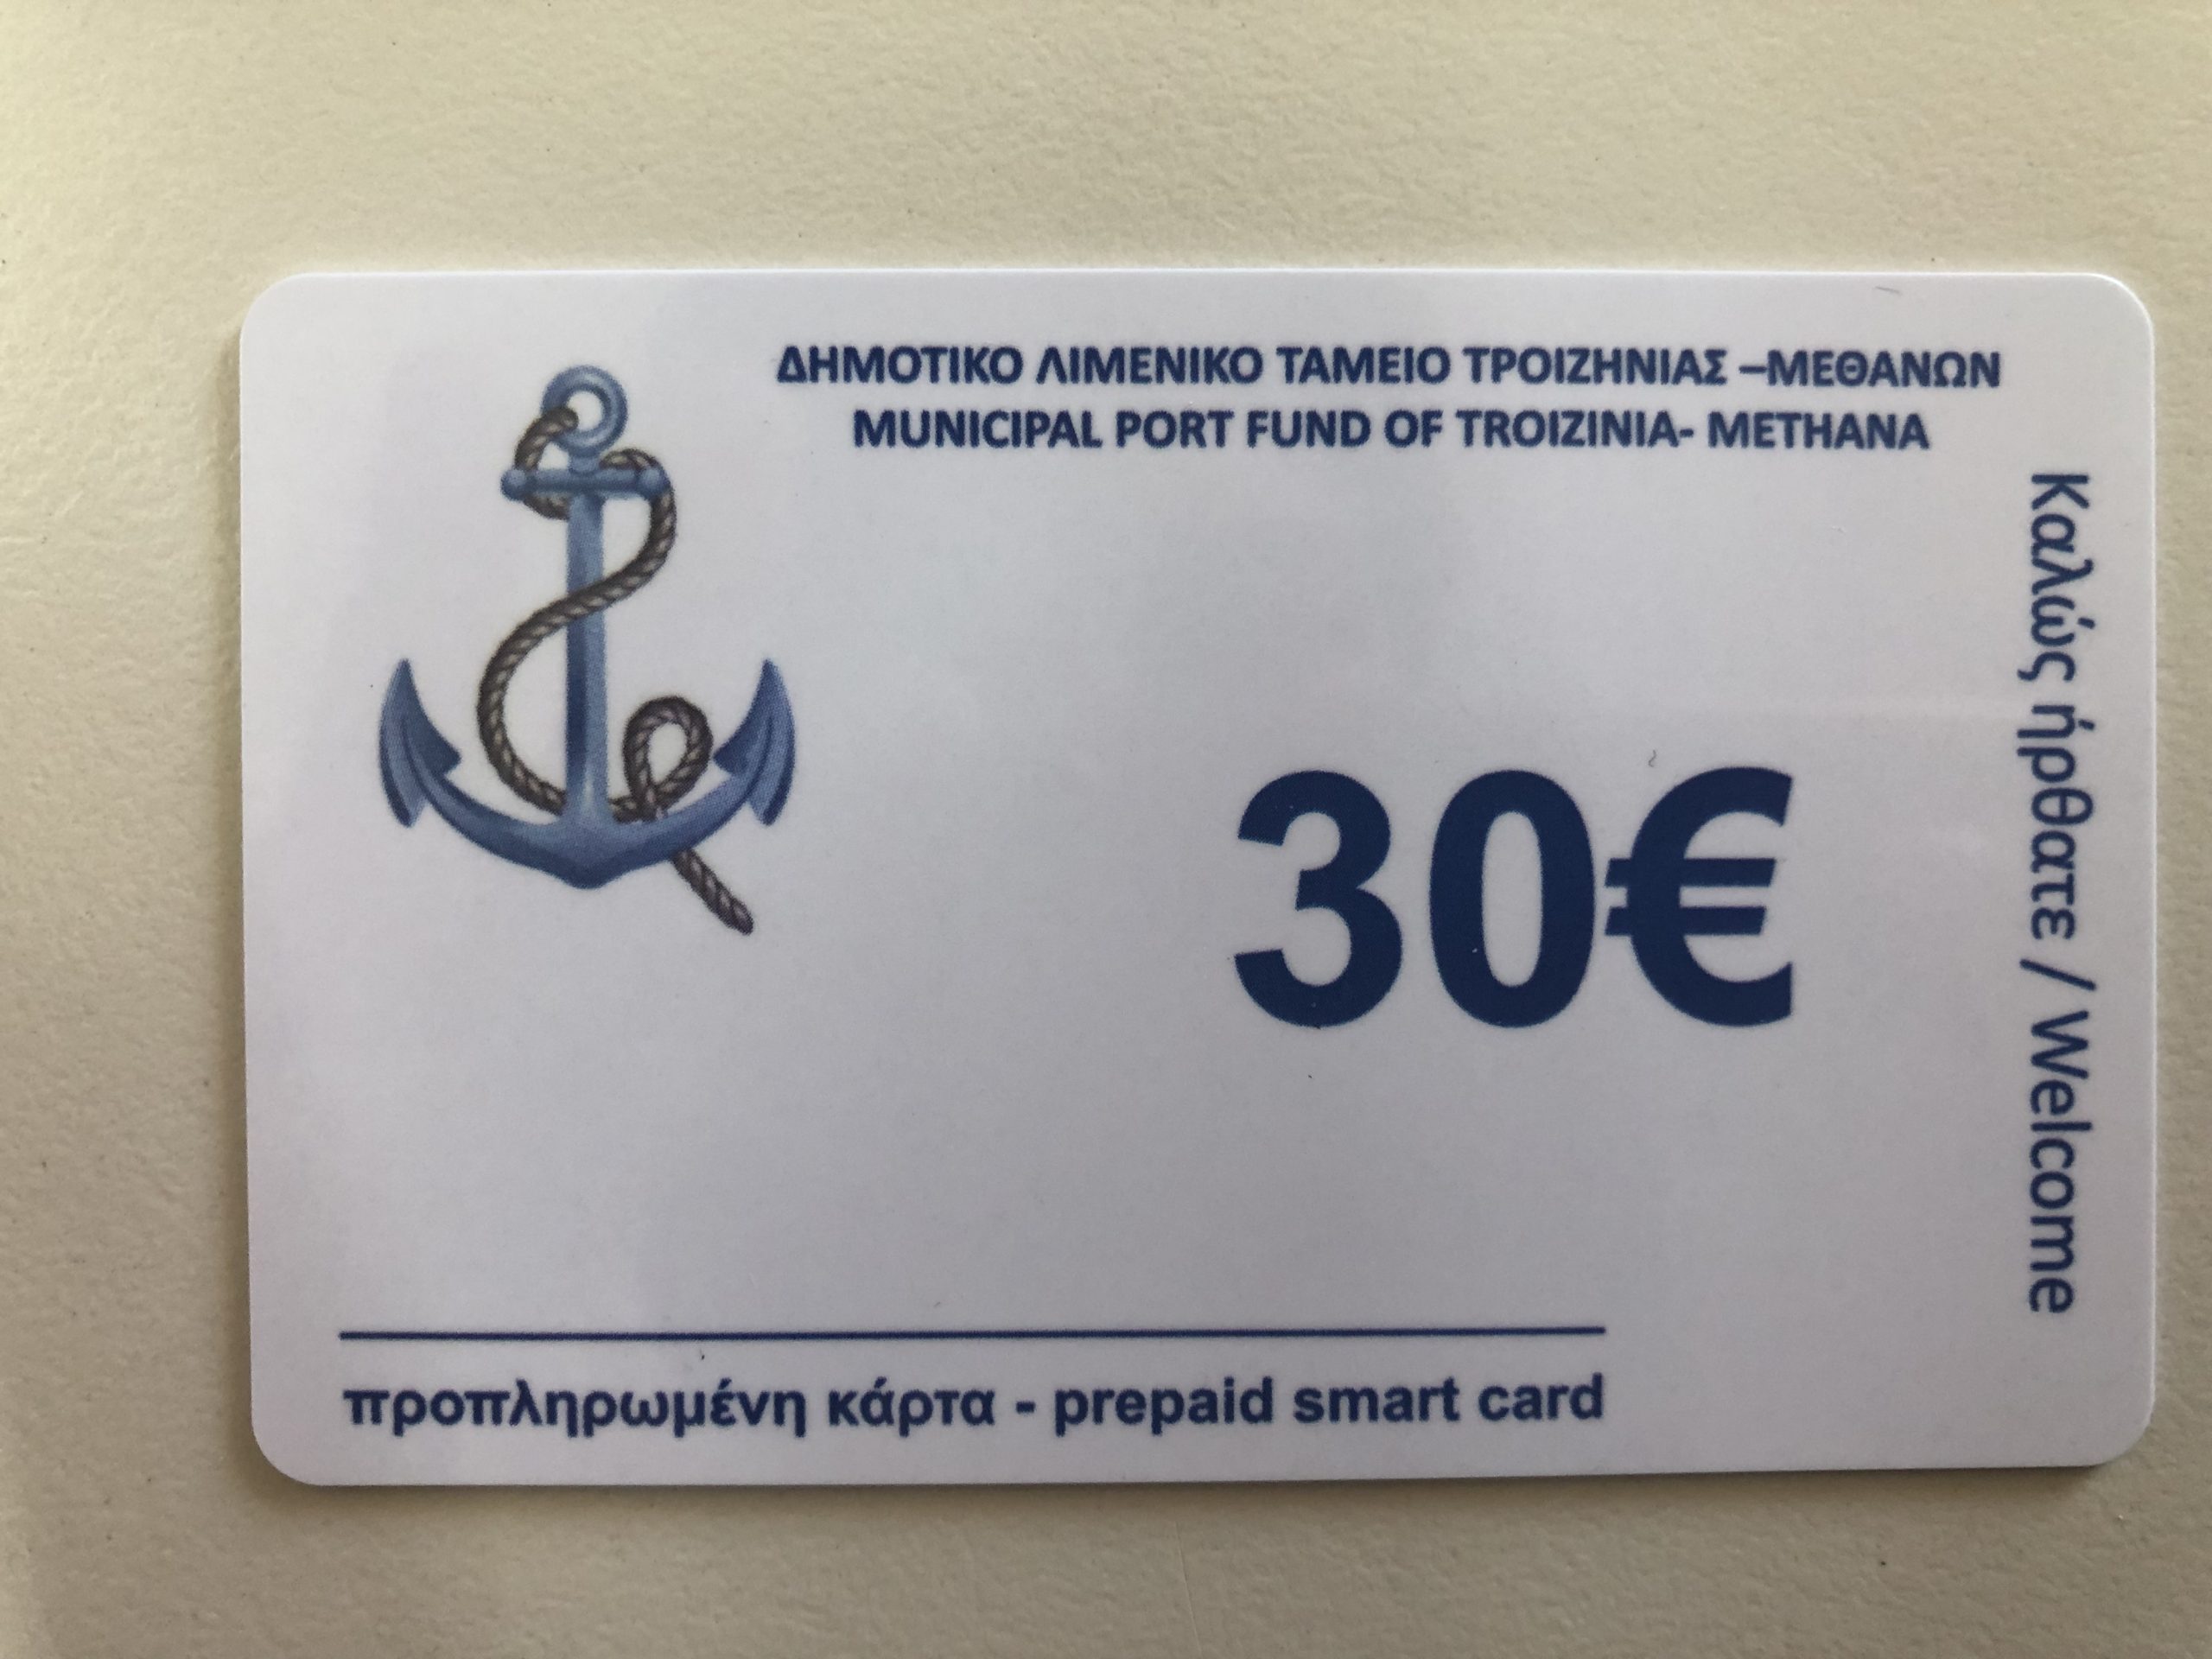 ΔΗΜΟΤΙΚΟ ΛΙΜΕΝΙΚΟ ΤΑΜΕΙΟ ΤΡΟΙΖΗΝΙΑΣ –ΜΕΘΑΝΩΝ
MUNICIPAL PORT FUND OF TROIZINIA- METHANA
Καλώς ήρθατε / Welcome
30€
προπληρωμένη κάρτα - prepaid smart card